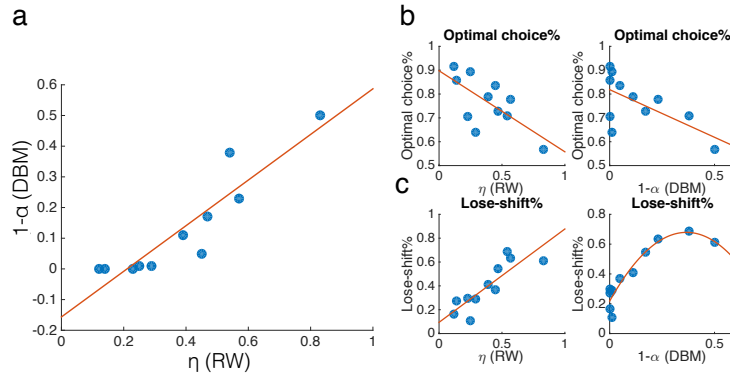 a
1-α (DBM)
0.6
0.5
0.4
0.3
0.2
0.1
0
-0.1
-0.2
0 0.2 0.4 0.6 0.8 1
η (RW)
b
Optimal choice%
Optimal choice%
1
0.9
0.8
0.7
0.6
0.5
0 0.5 1
η (RW)
Optimal choice%
Optimal choice%
1
0.9
0.8
0.7
0.6
0.5
0 0.5
1-α (DBM)
c
Lose-shift%
Lose-shift%
1
0.8
0.6
0.4
0.2
0
0 0.5 1
η (RW)
Lose-shift%
Lose-shift%
0.8
0.6
0.4
0.2
0
0 0.5
1-α (DBM)